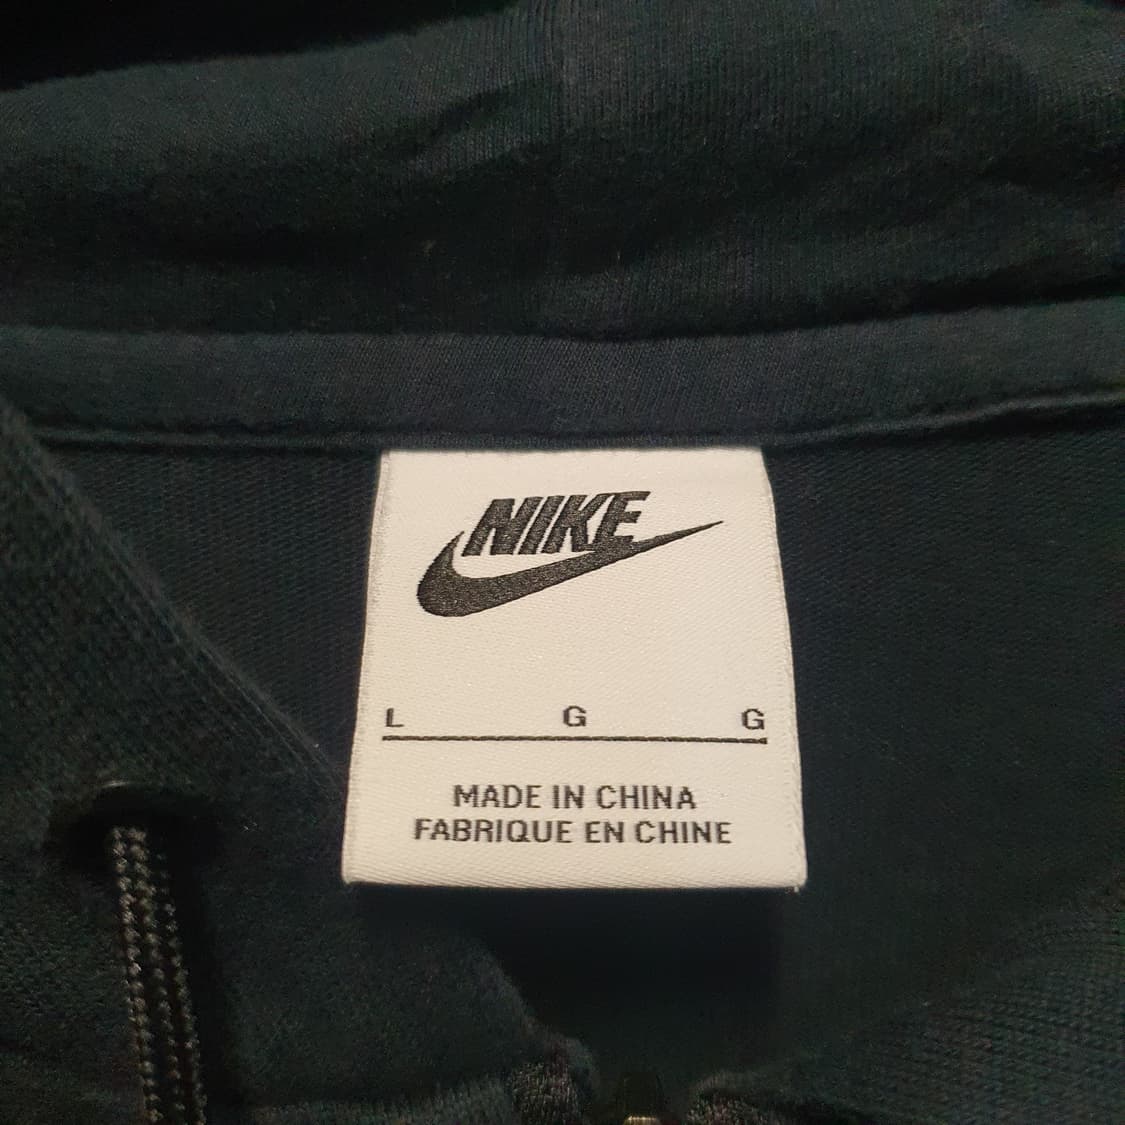 NIKE
L G G
MADE IN CHINA
FABRIQUE EN CHINE